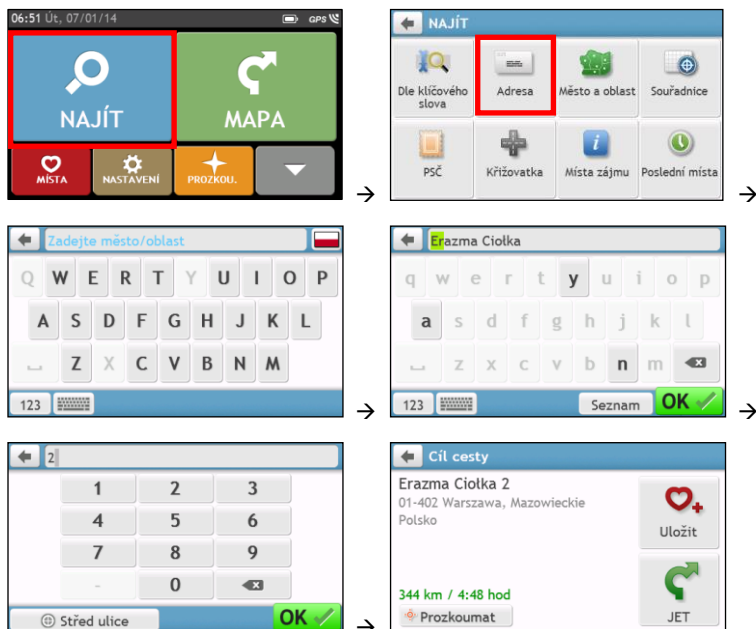 06:51 Út, 07/01/14 GPS
NAJÍT
MAPA
MÍSTA
NASTAVENÍ
PROZKOU.
→
NAJÍT
Dle klíčového slova
Adresa
Město a oblast
Souřadnice
PSČ
Křižovatka
Místa zájmu
Poslední místa
→
Zadejte město/oblast
Q W E R T Y U I O P
A S D F G H J K L
Z X C V B N M
123
→
Erazma Ciołka
q w e r t y u i o p
a s d f g h j k l
z x c v b n m
123 Seznam OK
→
2
1 2 3
4 5 6
7 8 9
- 0
Střed ulice OK
→
Cíl cesty
Erazma Ciołka 2
01-402 Warszawa, Mazowieckie
Polsko
Uložit
344 km / 4:48 hod
Prozkoumat
JET